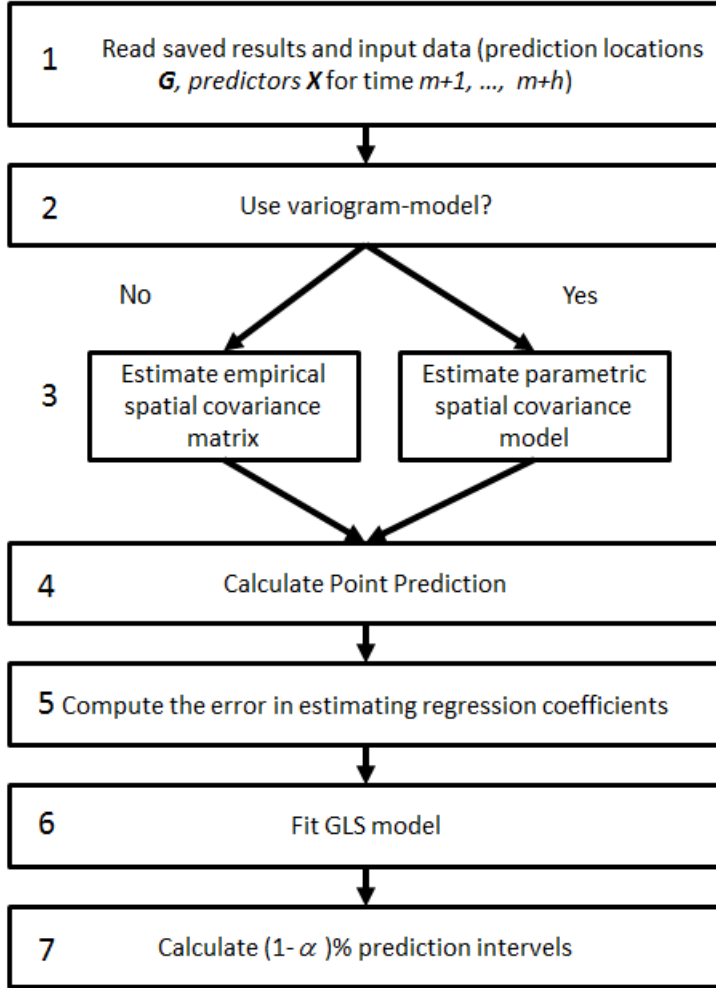 1
Read saved results and input data (prediction locations
G, predictors X for time m+1, ..., m+h)
2
Use variogram-model?
No
Yes
3
Estimate empirical
spatial covariance
matrix
Estimate parametric
spatial covariance
model
4
Calculate Point Prediction
5 Compute the error in estimating regression coefficients
6
Fit GLS model
7
Calculate (1- α )% prediction intervels